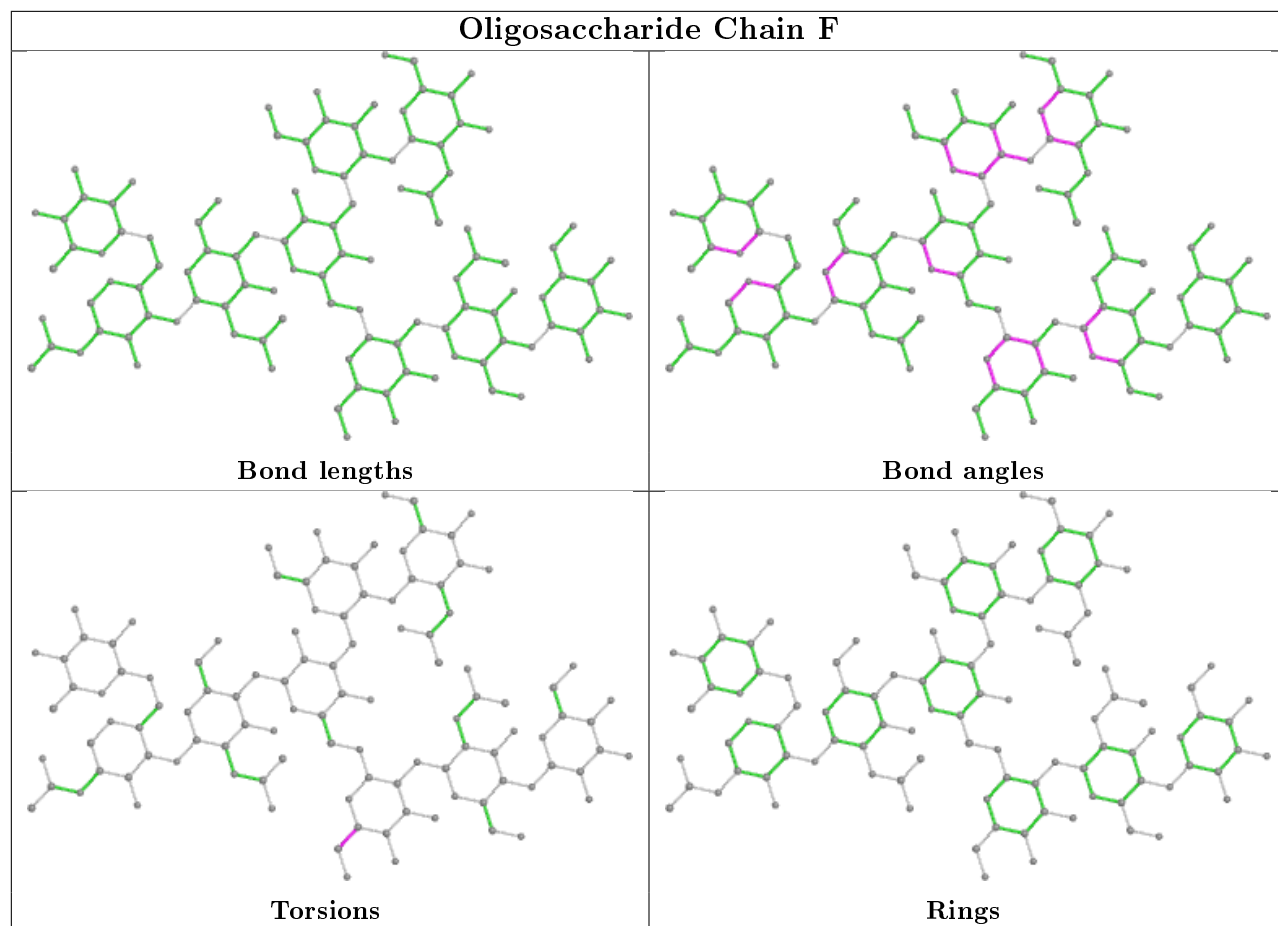 Oligosaccharide Chain F
Bond lengths
Bond angles
Torsions
Rings